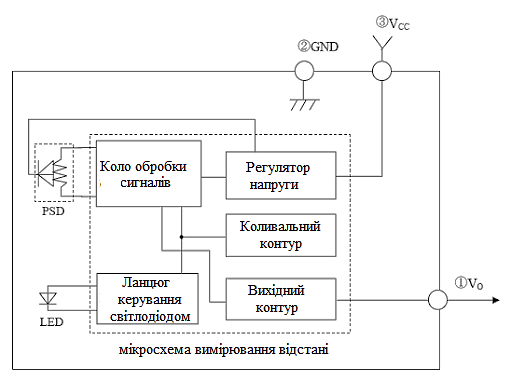 ③VCC
②GND
Коло обробки
сигналів
Регулятор
напруги
PSD
Коливальний
контур
Ланцюг
керування
світлодіодом
Вихідний
контур
①VO
LED
мікросхема вимірювання відстані